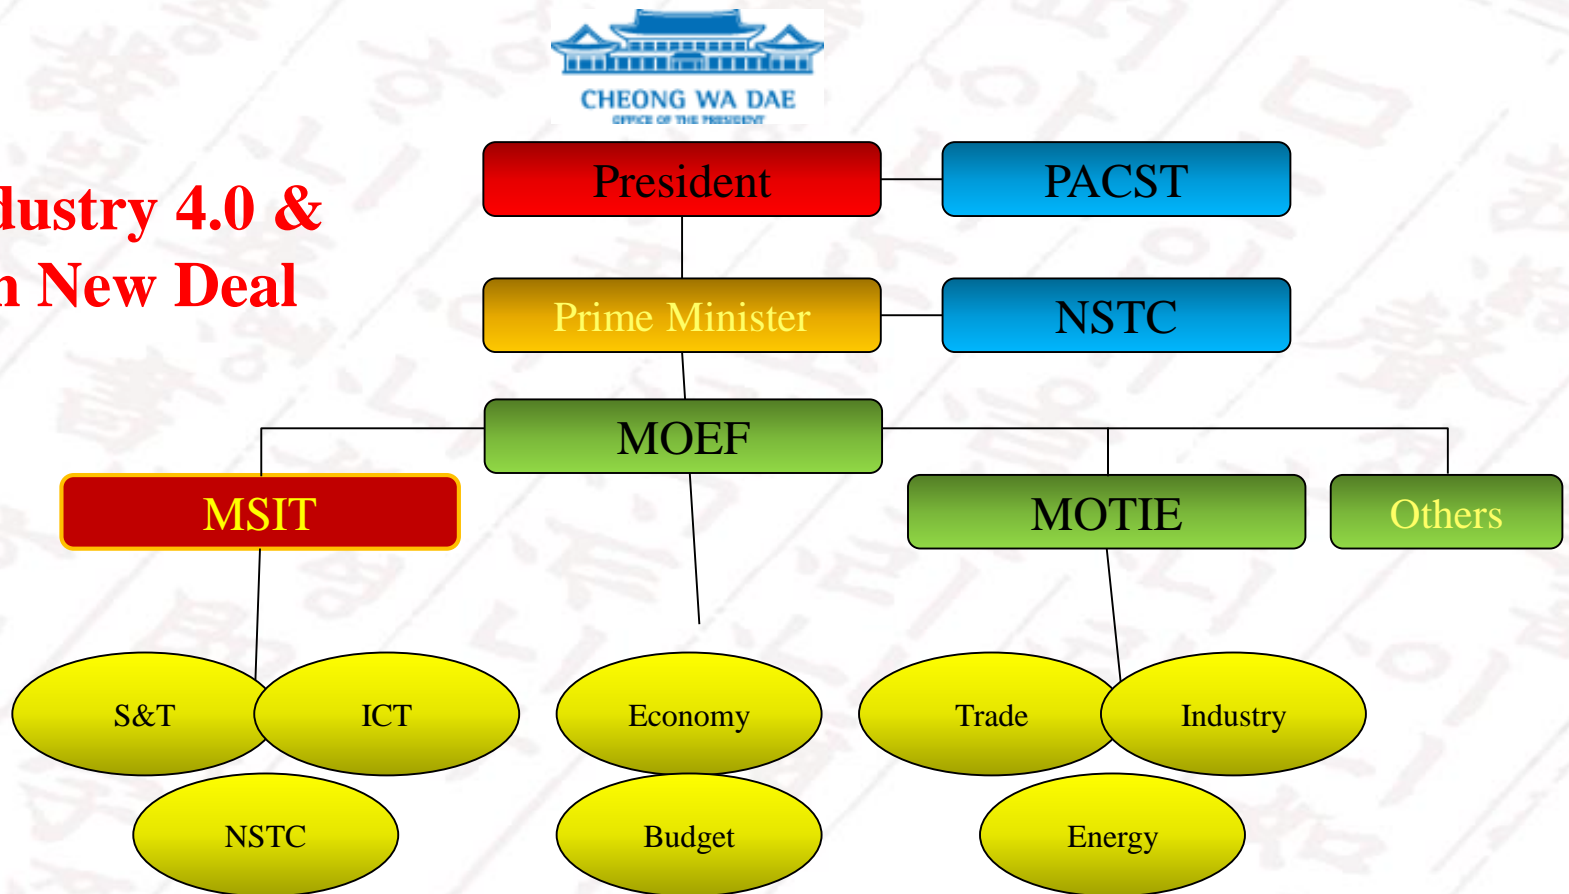 CHEONG WA DAE
OFFICE OF THE PRESIDENT
President
PACST
dustry 4.0 &
n New Deal
Prime Minister
NSTC
MOEF
MSIT
MOTIE
Others
S&T
ICT
Economy
Trade
Industry
NSTC
Budget
Energy